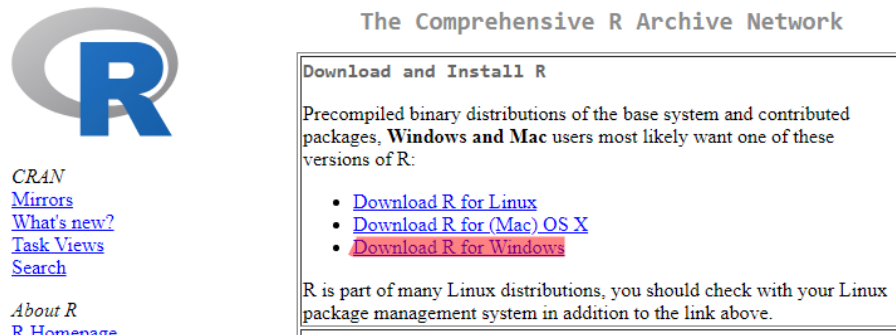 The Comprehensive R Archive Network
R
CRAN
Mirrors
What's new?
Task Views
Search
About R
R Homepage
Download and Install R
Precompiled binary distributions of the base system and contributed
packages, Windows and Mac users most likely want one of these
versions of R:
Download R for Linux
Download R for (Mac) OS X
Download R for Windows
R is part of many Linux distributions, you should check with your Linux
package management system in addition to the link above.